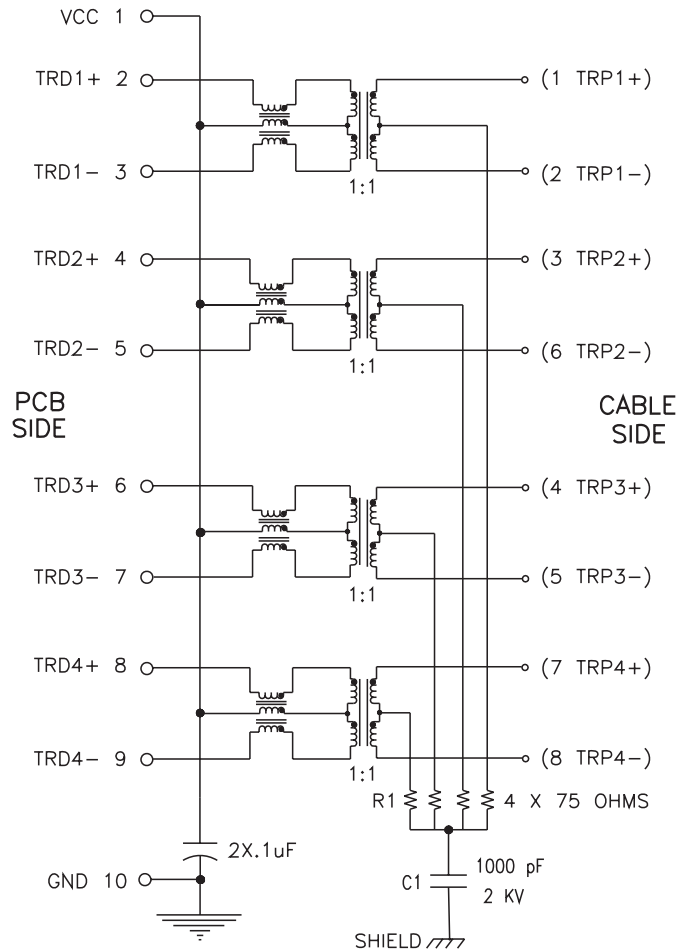 VCC 1
TRD1+ 2
(1 TRP1+)
TRD1- 3
(2 TRP1-)
1:1
TRD2+ 4
(3 TRP2+)
TRD2- 5
(6 TRP2-)
1:1
PCB
SIDE
CABLE
SIDE
TRD3+ 6
(4 TRP3+)
TRD3- 7
(5 TRP3-)
1:1
TRD4+ 8
(7 TRP4+)
TRD4- 9
(8 TRP4-)
1:1
R1
4 X 75 OHMS
2X.1uF
GND 10
C1
1000 pF
2 KV
SHIELD